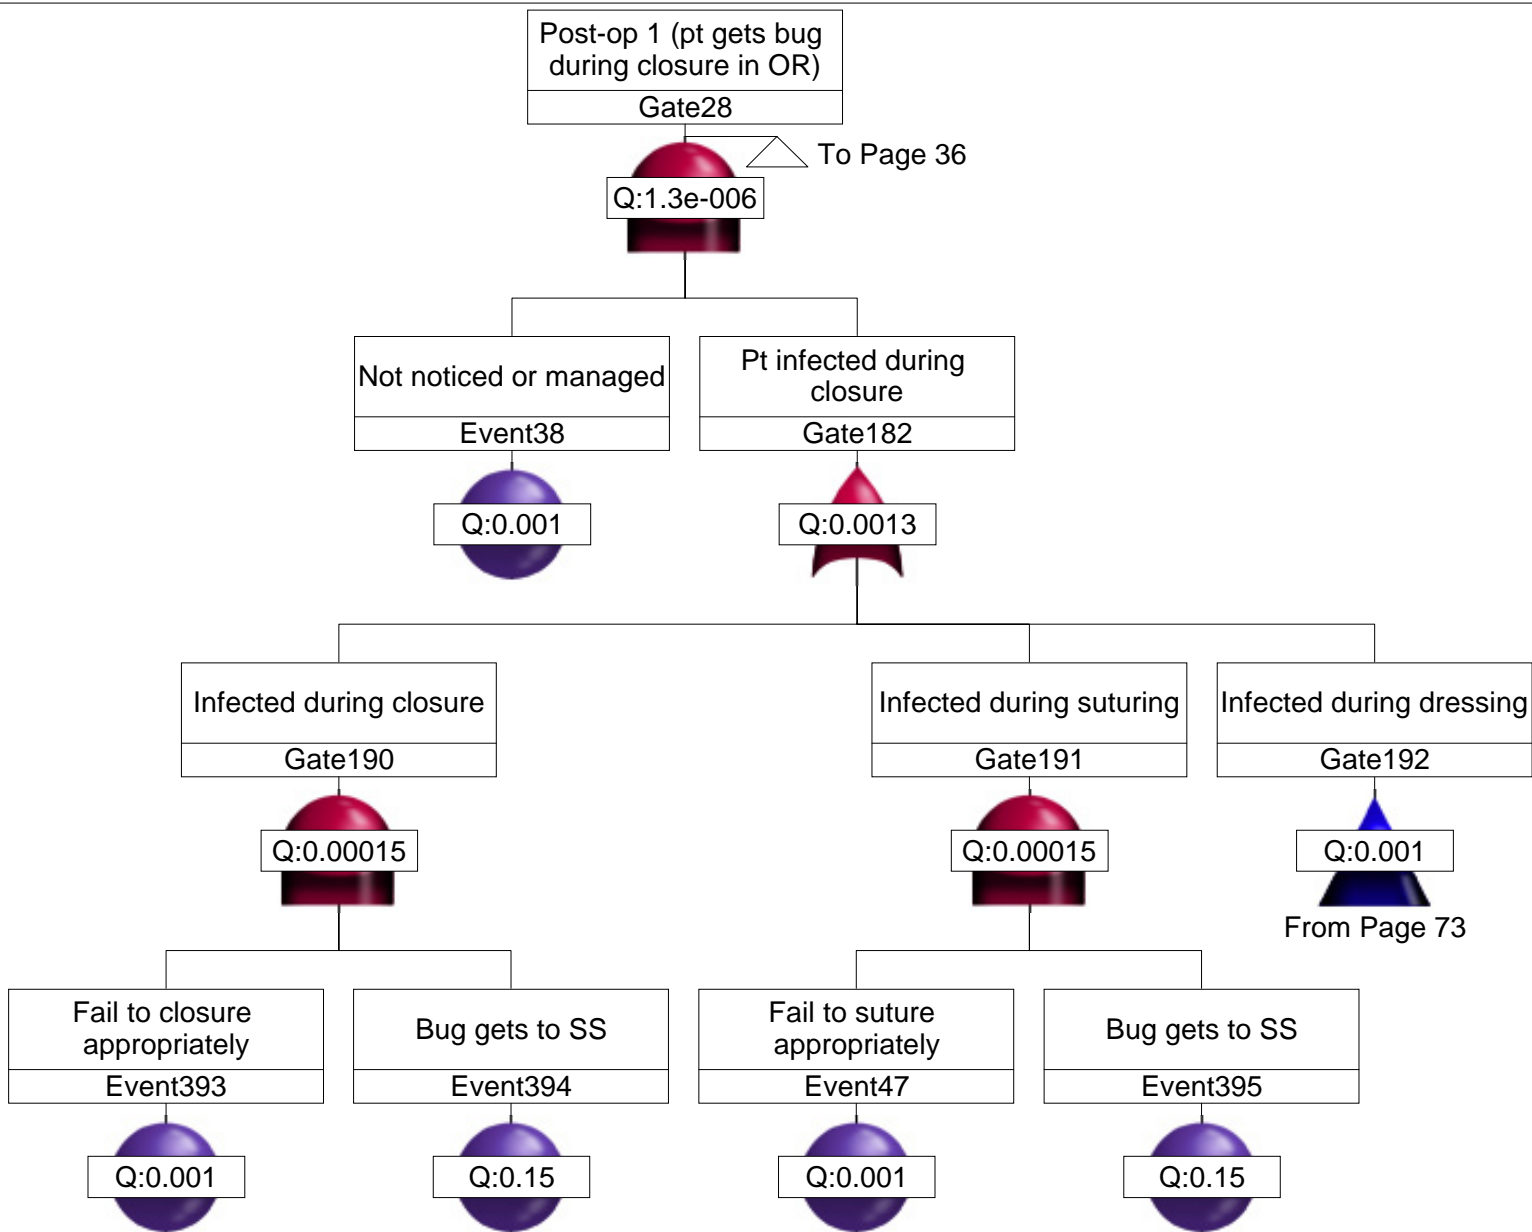 Post-op 1 (pt gets bug
during closure in OR)
Gate28
To Page 36
Q:1.3e-006
Not noticed or managed
Event38
Q:0.001
Pt infected during
closure
Gate182
Q:0.0013
Infected during closure
Gate190
Q:0.00015
Infected during suturing
Gate191
Q:0.00015
Infected during dressing
Gate192
Q:0.001
From Page 73
Fail to closure
appropriately
Event393
Q:0.001
Bug gets to SS
Event394
Q:0.15
Fail to suture
appropriately
Event47
Q:0.001
Bug gets to SS
Event395
Q:0.15